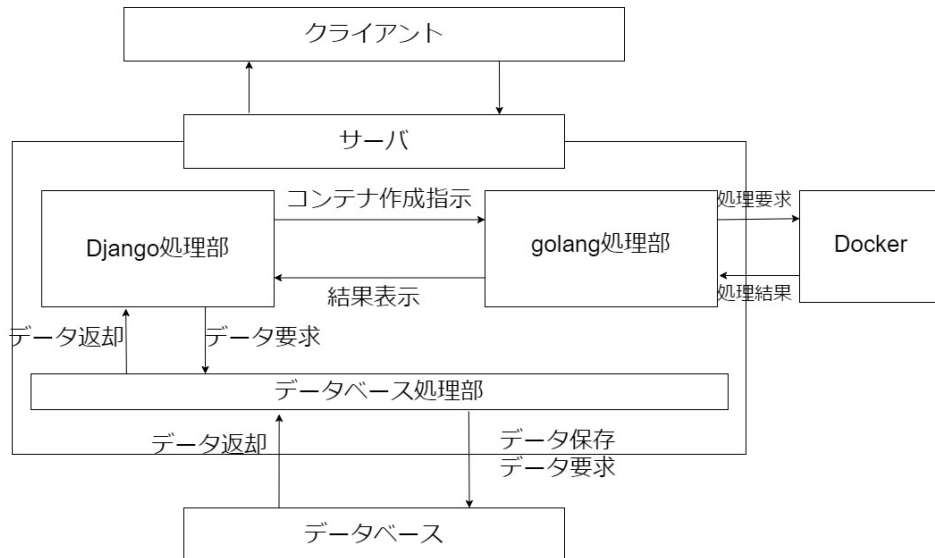 クライアント
サーバ
コンテナ作成指示
処理要求
Django処理部
golang処理部
Docker
結果表示
処理結果
データ返却
データ要求
データベース処理部
データ返却
データ保存
データ要求
データベース